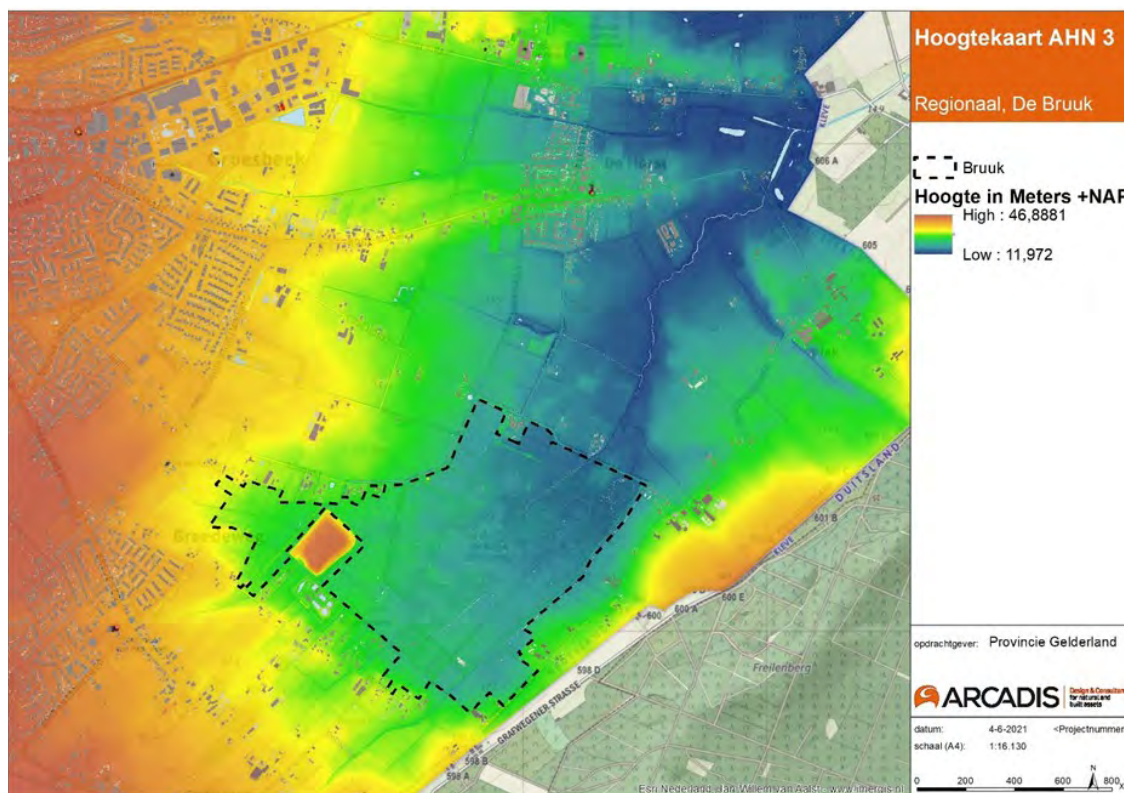 Hoogtekaart AHN 3
Regionaal, De Bruuk
Bruuk
Hoogte in Meters +NAP
High : 46,8881
Low : 11,972
Groesbeek
De Horst
KLEVE
606 A
605
DUITSLAND
601 B
KLEVE
600 E
600 A
600
Freilenberg
598 D
GRAFWEGENER STRASSE
598 B
598 A
opdrachtgever: Provincie Gelderland
ARCADIS
Design & Consultancy
for natural and
built assets
datum: 4-6-2021 <Projectnummer
schaal (A4): 1:16.130
N
0 200 400 600 800
Esri Nederland, Jan-Willem van Aalst, www.imergis.nl